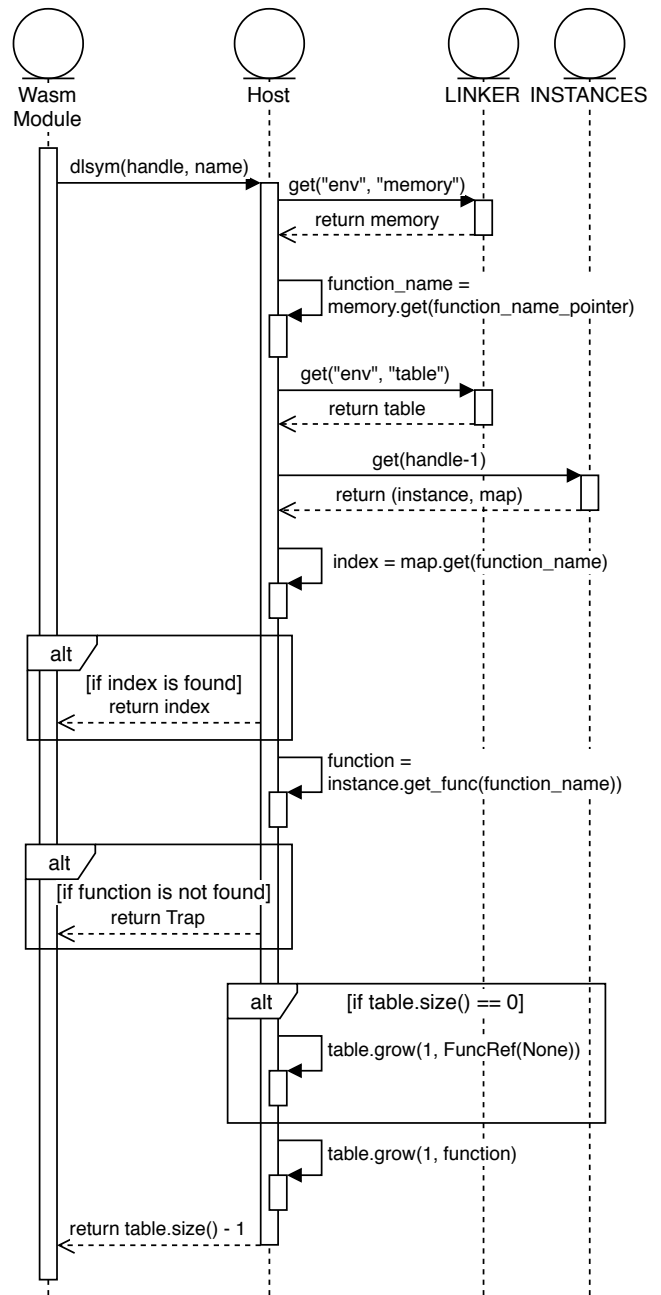 Wasm
Module
Host
LINKER
INSTANCES
dlsym(handle, name)
get("env", "memory")
return memory
function_name =
memory.get(function_name_pointer)
get("env", "table")
return table
get(handle-1)
return (instance, map)
index = map.get(function_name)
alt
[if index is found]
return index
function =
instance.get_func(function_name))
alt
[if function is not found]
return Trap
alt
[if table.size() == 0]
table.grow(1, FuncRef(None))
table.grow(1, function)
return table.size() - 1